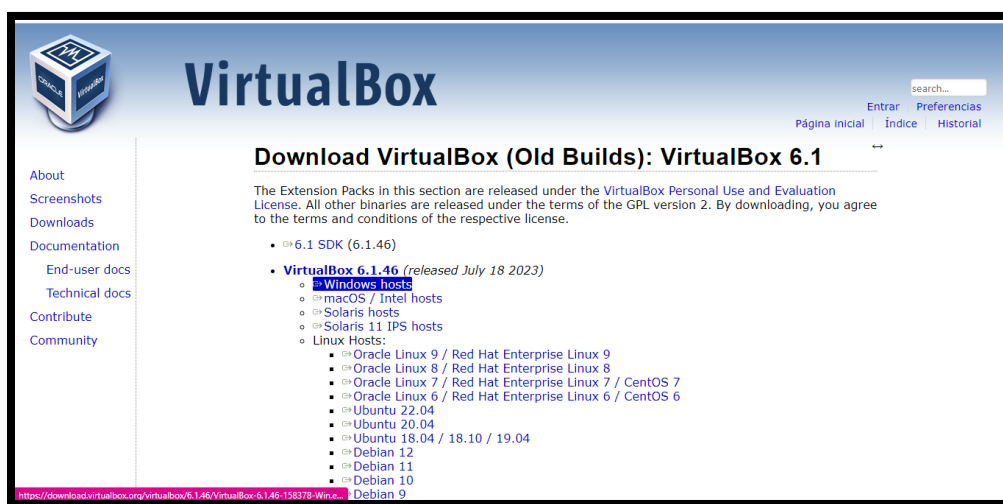 ORACLE
VirtualBox
VirtualBox
search...
Entrar
Preferencias
Página inicial
Índice
Historial
About
Screenshots
Downloads
Documentation
End-user docs
Technical docs
Contribute
Community
Download VirtualBox (Old Builds): VirtualBox 6.1
The Extension Packs in this section are released under the VirtualBox Personal Use and Evaluation
License. All other binaries are released under the terms of the GPL version 2. By downloading, you agree
to the terms and conditions of the respective license.
6.1 SDK (6.1.46)
VirtualBox 6.1.46 (released July 18 2023)
Windows hosts
macOS / Intel hosts
Solaris hosts
Solaris 11 IPS hosts
Linux Hosts:
Oracle Linux 9 / Red Hat Enterprise Linux 9
Oracle Linux 8 / Red Hat Enterprise Linux 8
Oracle Linux 7 / Red Hat Enterprise Linux 7 / CentOS 7
Oracle Linux 6 / Red Hat Enterprise Linux 6 / CentOS 6
Ubuntu 22.04
Ubuntu 20.04
Ubuntu 18.04 / 18.10 / 19.04
Debian 12
Debian 11
Debian 10
Debian 9
https://download.virtualbox.org/virtualbox/6.1.46/VirtualBox-6.1.46-158378-Win.e...